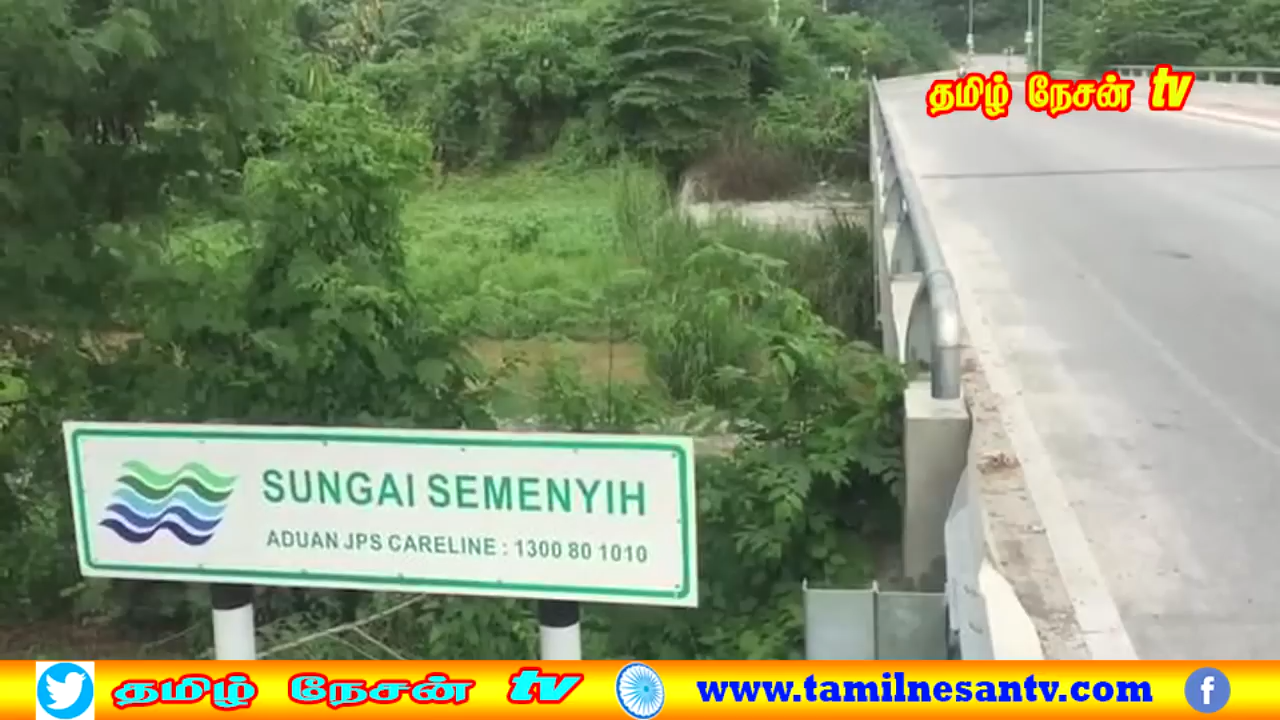 தமிழ் நேசன் tv
SUNGAI SEMENYIH
ADUAN JPS CARELINE : 1300 80 1010
தமிழ் நேசன் tv www.tamilnesantv.com